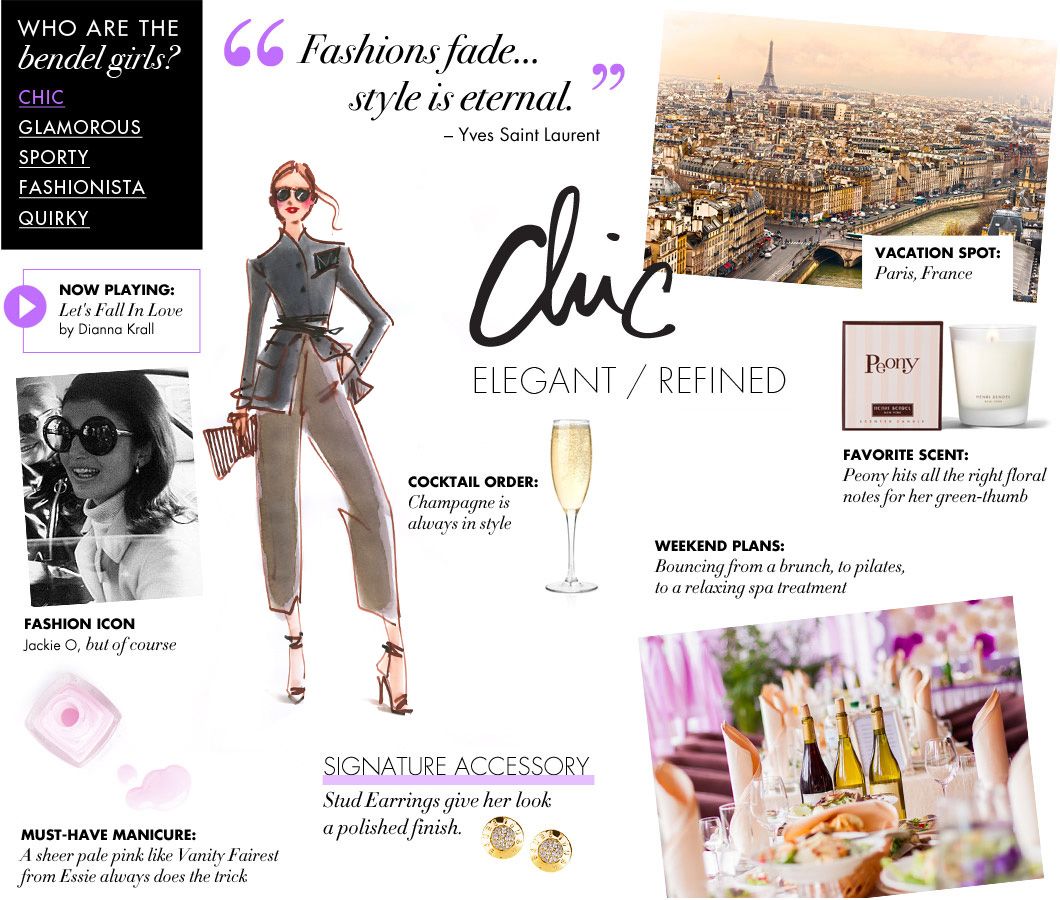 WHO ARE THE
bendel girls?
CHIC
GLAMOROUS
SPORTY
FASHIONISTA
QUIRKY
“Fashions fade...
style is eternal.”
– Yves Saint Laurent
VACATION SPOT:
Paris, France
NOW PLAYING:
Let's Fall In Love
by Dianna Krall
Chic
ELEGANT / REFINED
Peony
HENRI BENDEL
NEW YORK
SCENTED CANDLE
HENRI BENDEL
NEW YORK
FAVORITE SCENT:
Peony hits all the right floral
notes for her green-thumb
COCKTAIL ORDER:
Champagne is
always in style
WEEKEND PLANS:
Bouncing from a brunch, to pilates,
to a relaxing spa treatment
FASHION ICON
Jackie O, but of course
SIGNATURE ACCESSORY
Stud Earrings give her look
a polished finish.
MUST-HAVE MANICURE:
A sheer pale pink like Vanity Fairest
from Essie always does the trick